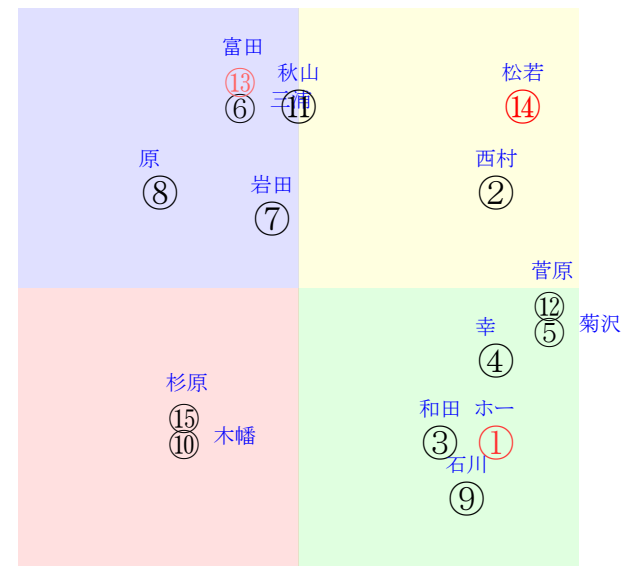 富田
秋山
松若
⑬
三浦
⑥
⑪
⑭
原
岩田
西村
⑧
⑦
②
菅原
⑫
菊沢
⑤
幸
④
杉原
和田
ホー
⑮
木幡
⑩
③
①
石川
⑨